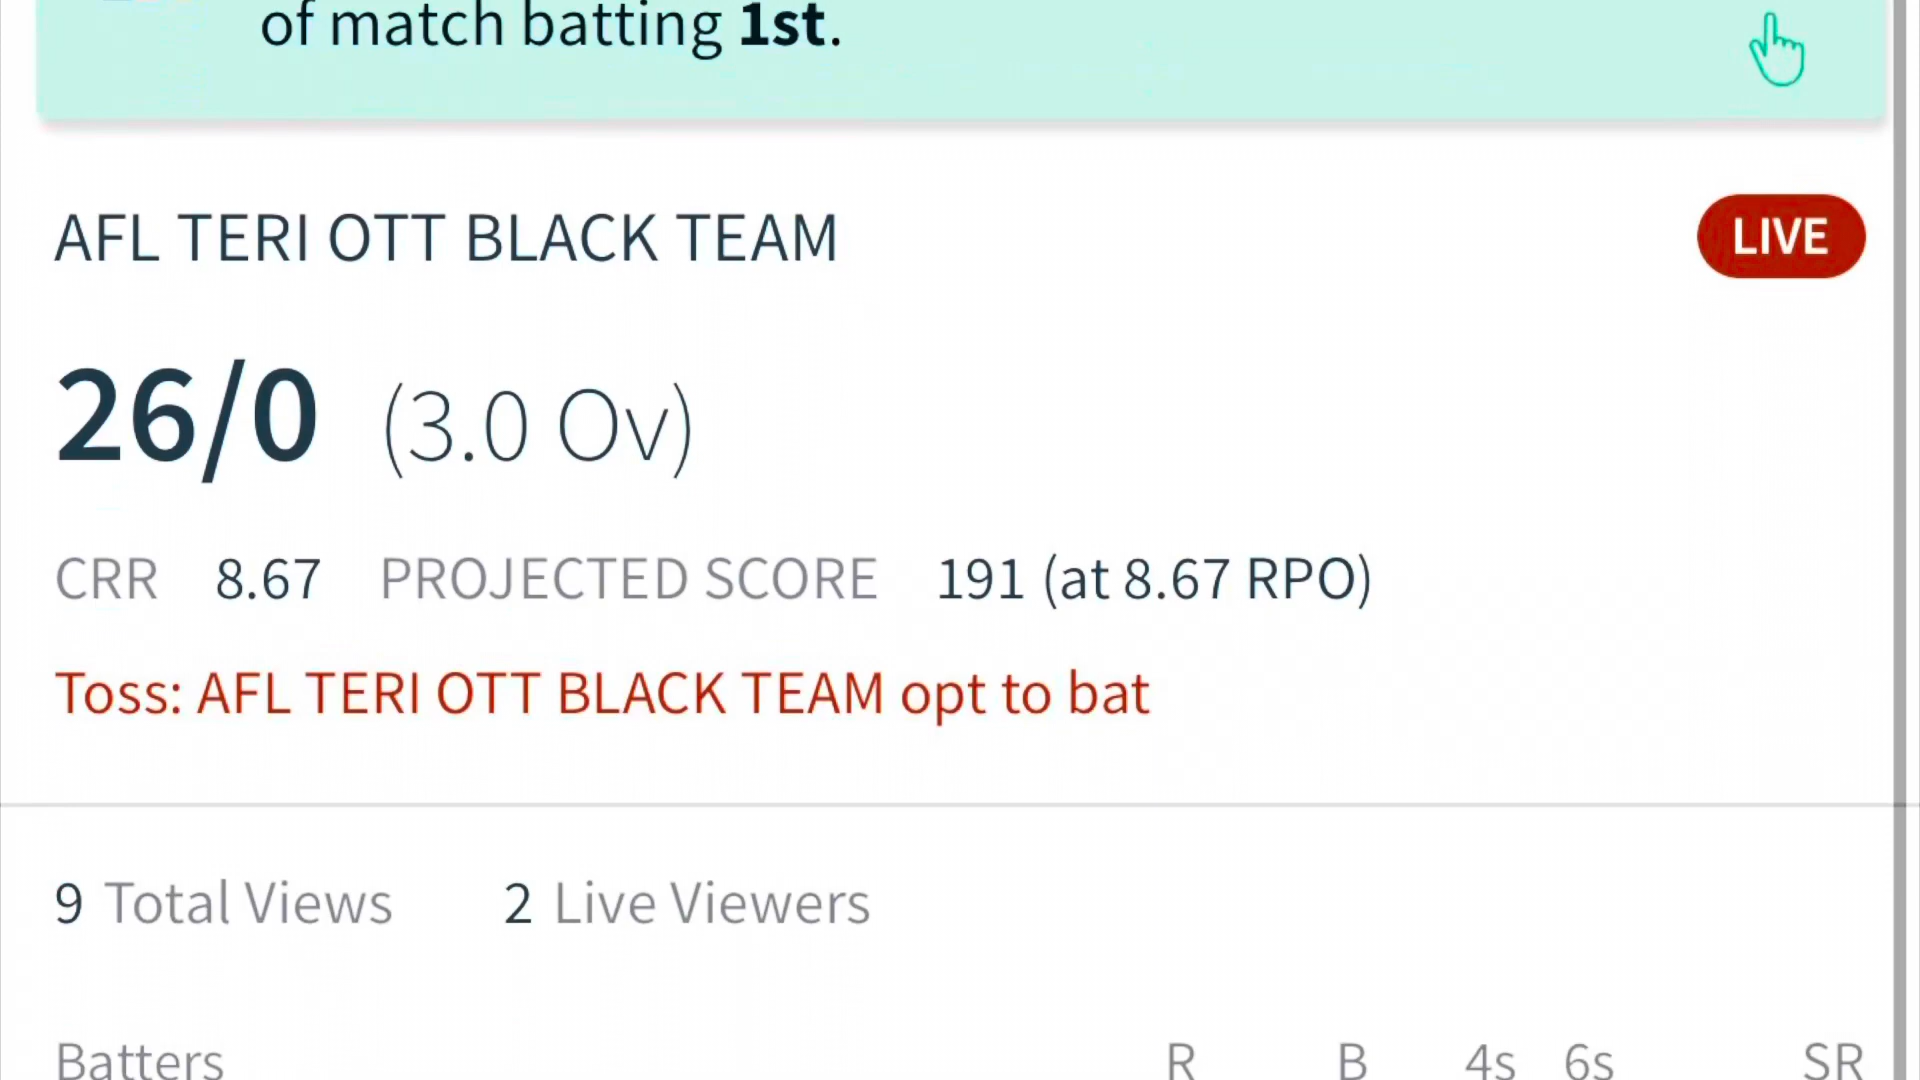 of match batting 1st.
AFL TERI OTT BLACK TEAM
LIVE
26/0 (3.0 Ov)
CRR 8.67 PROJECTED SCORE 191 (at 8.67 RPO)
Toss: AFL TERI OTT BLACK TEAM opt to bat
9 Total Views 2 Live Viewers
Batters R B 4s 6s SR